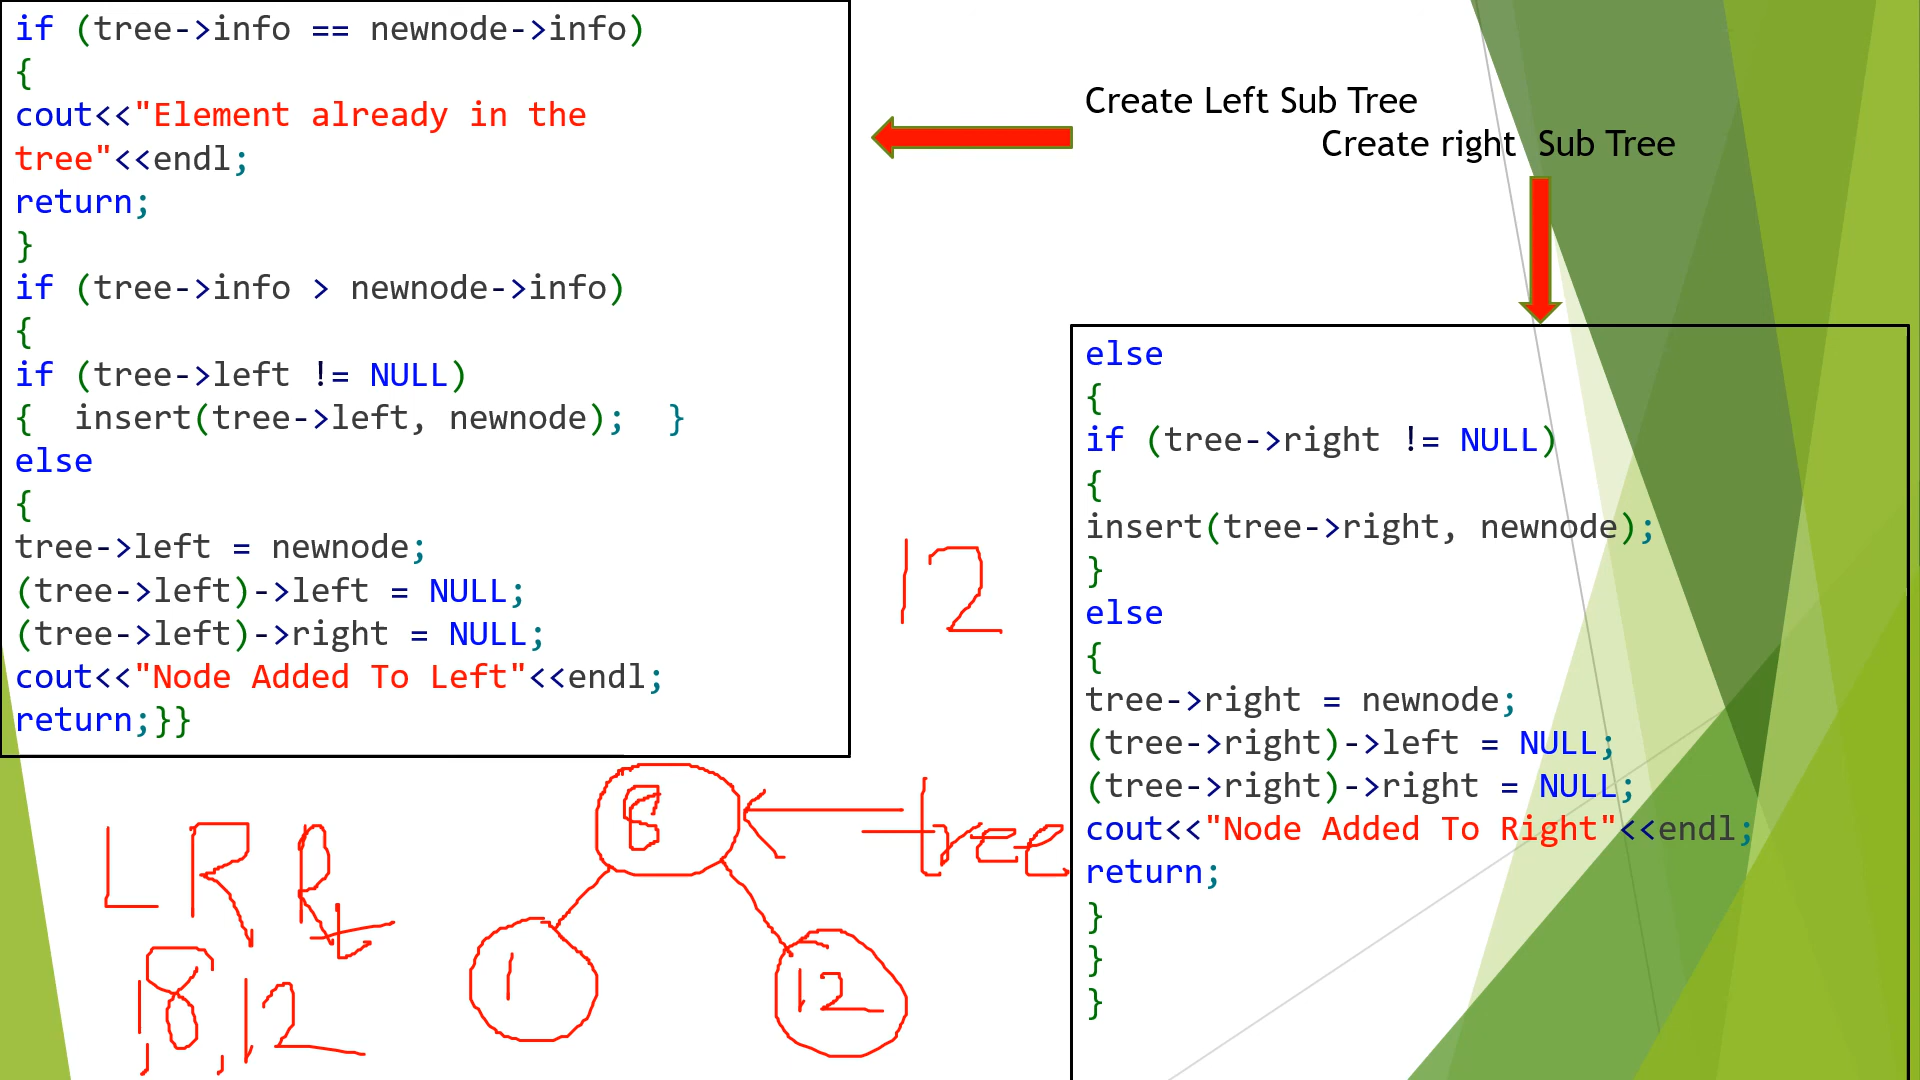 if (tree->info == newnode->info)
{
cout<<"Element already in the
tree"<<endl;
return;
}
if (tree->info > newnode->info)
{
if (tree->left != NULL)
{  insert(tree->left, newnode);  }
else
{
tree->left = newnode;
(tree->left)->left = NULL;
(tree->left)->right = NULL;
cout<<"Node Added To Left"<<endl;
return;}}
Create Left Sub Tree
Create right  Sub Tree
else
{
if (tree->right != NULL)
{
insert(tree->right, newnode);
}
else
{
tree->right = newnode;
(tree->right)->left = NULL;
(tree->right)->right = NULL;
cout<<"Node Added To Right"<<endl;
return;
}
}
}
12
8
tree
1
12
L R Rt
1,8,12